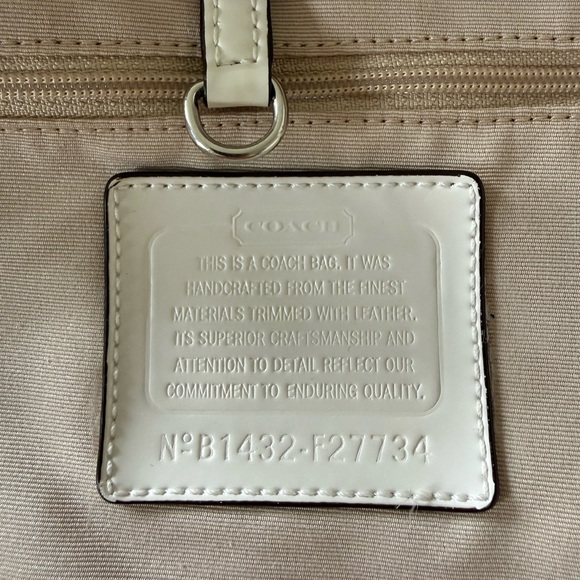 COACH
THIS IS A COACH BAG. IT WAS
HANDCRAFTED FROM THE FINEST
MATERIALS TRIMMED WITH LEATHER.
ITS SUPERIOR CRAFTSMANSHIP AND
ATTENTION TO DETAIL REFLECT OUR
COMMITMENT TO ENDURING QUALITY.
NºB1432-F27734